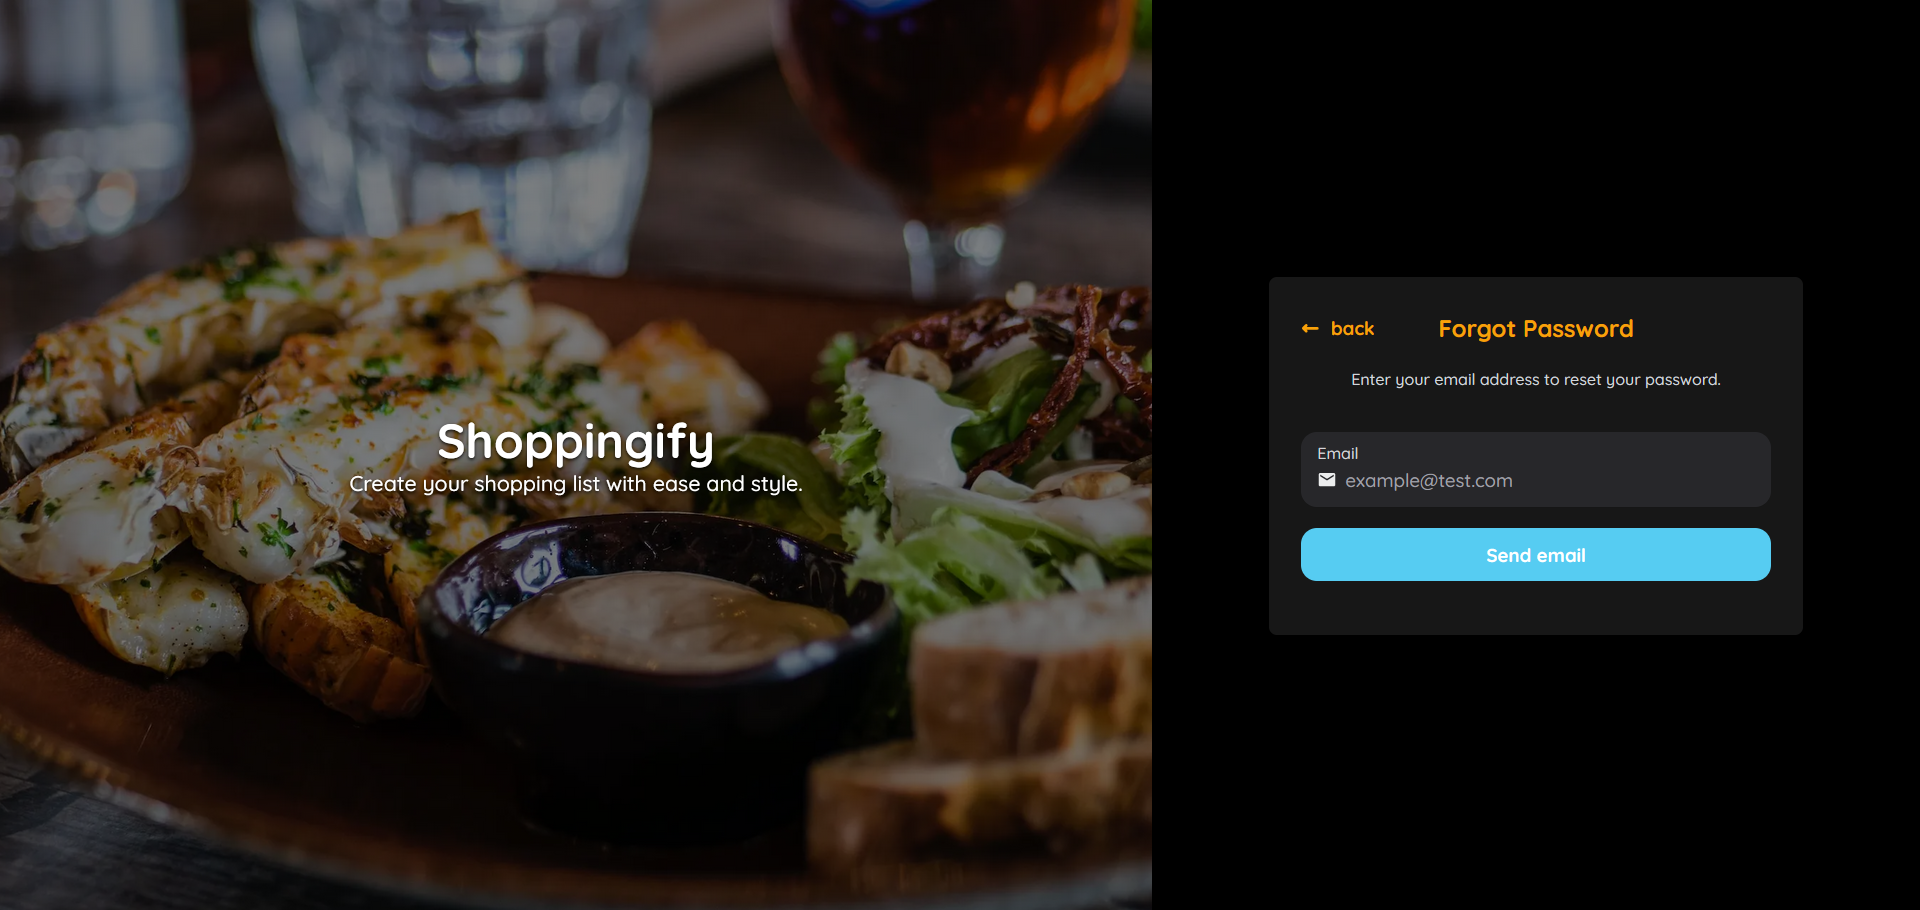 Shoppingify
Create your shopping list with ease and style.
← back
Forgot Password
Enter your email address to reset your password.
Email
example@test.com
Send email